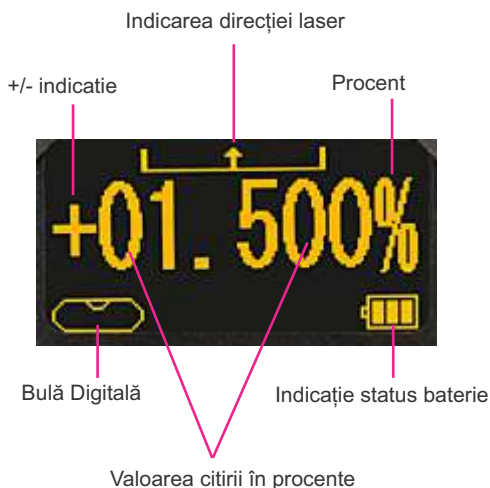 Indicarea direcției laser
+/- indicatie
Procent
+01.500%
Bulă Digitală
Indicație status baterie
Valoarea citirii în procente